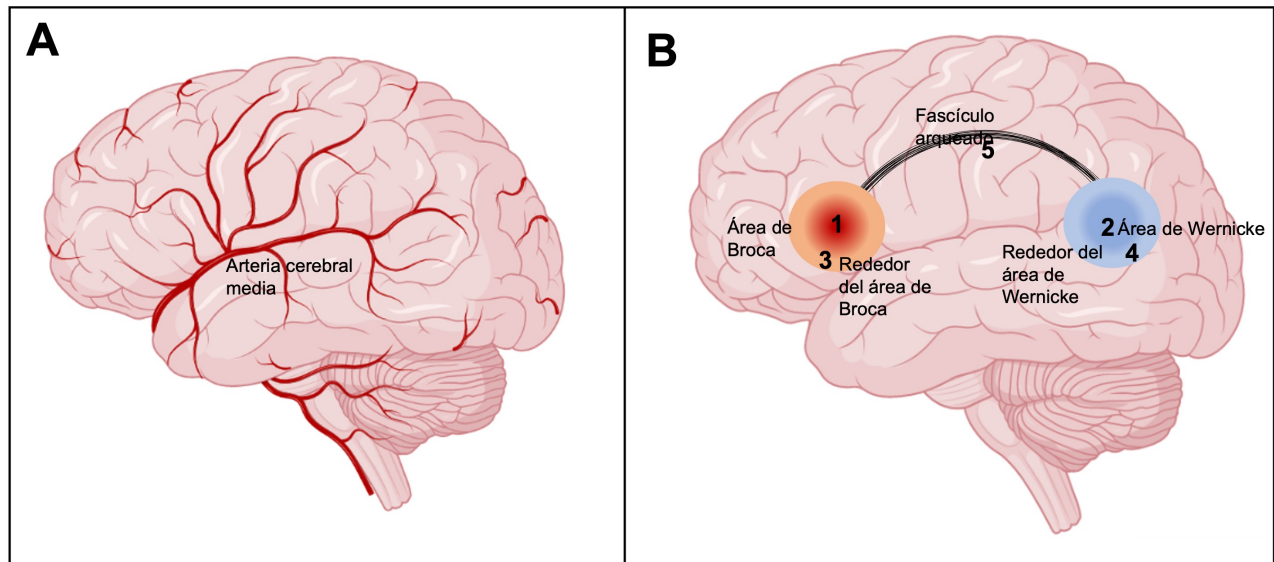 A
Arteria cerebral
media
B
Fascículo
arqueado
5
1
Área de
Broca
2 Área de Wernicke
3 Rededor
del área de
Broca
Rededor del
área de
Wernicke
4